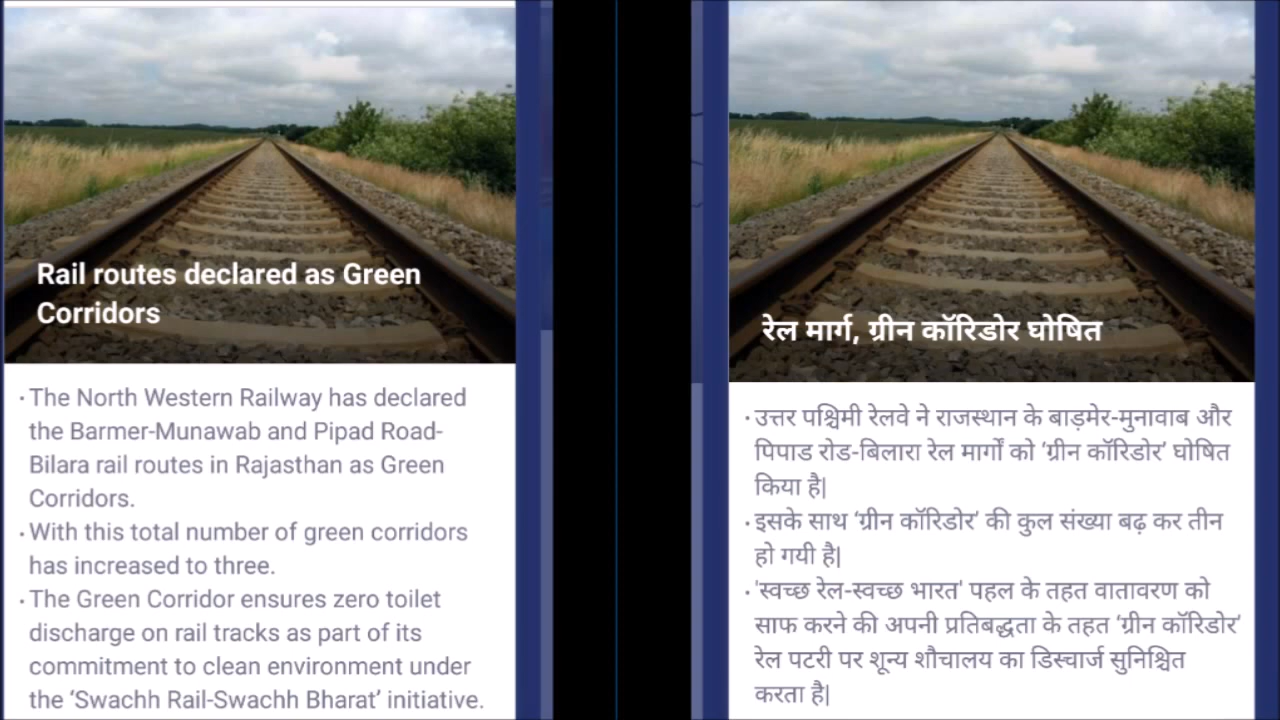 Rail routes declared as Green
Corridors
· The North Western Railway has declared
the Barmer-Munawab and Pipad Road-
Bilara rail routes in Rajasthan as Green
Corridors.
· With this total number of green corridors
has increased to three.
· The Green Corridor ensures zero toilet
discharge on rail tracks as part of its
commitment to clean environment under
the ‘Swachh Rail-Swachh Bharat’ initiative.
रेल मार्ग, ग्रीन कॉरिडोर घोषित
· उत्तर पश्चिमी रेलवे ने राजस्थान के बाड़मेर-मुनावाब और
पिपाड रोड-बिलारा रेल मार्गों को ‘ग्रीन कॉरिडोर’ घोषित
किया है|
· इसके साथ ‘ग्रीन कॉरिडोर’ की कुल संख्या बढ़ कर तीन
हो गयी है|
· 'स्वच्छ रेल-स्वच्छ भारत' पहल के तहत वातावरण को
साफ करने की अपनी प्रतिबद्धता के तहत ‘ग्रीन कॉरिडोर’
रेल पटरी पर शून्य शौचालय का डिस्चार्ज सुनिश्चित
करता है|